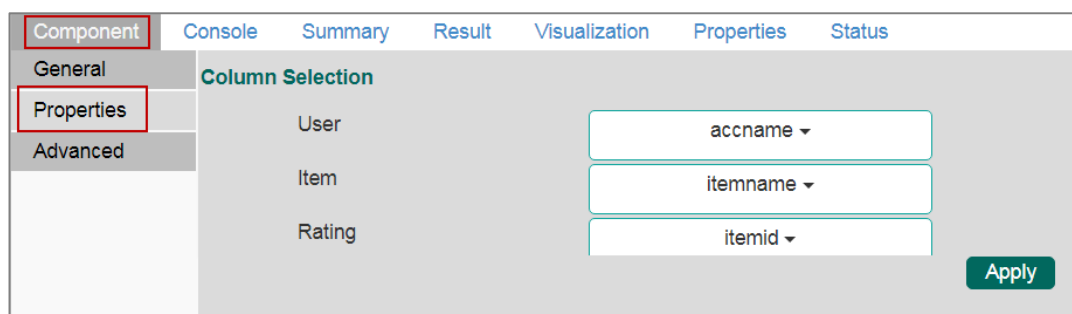 Component Console Summary Result Visualization Properties Status
General
Properties
Advanced
Column Selection
User accname
Item itemname
Rating itemid
Apply